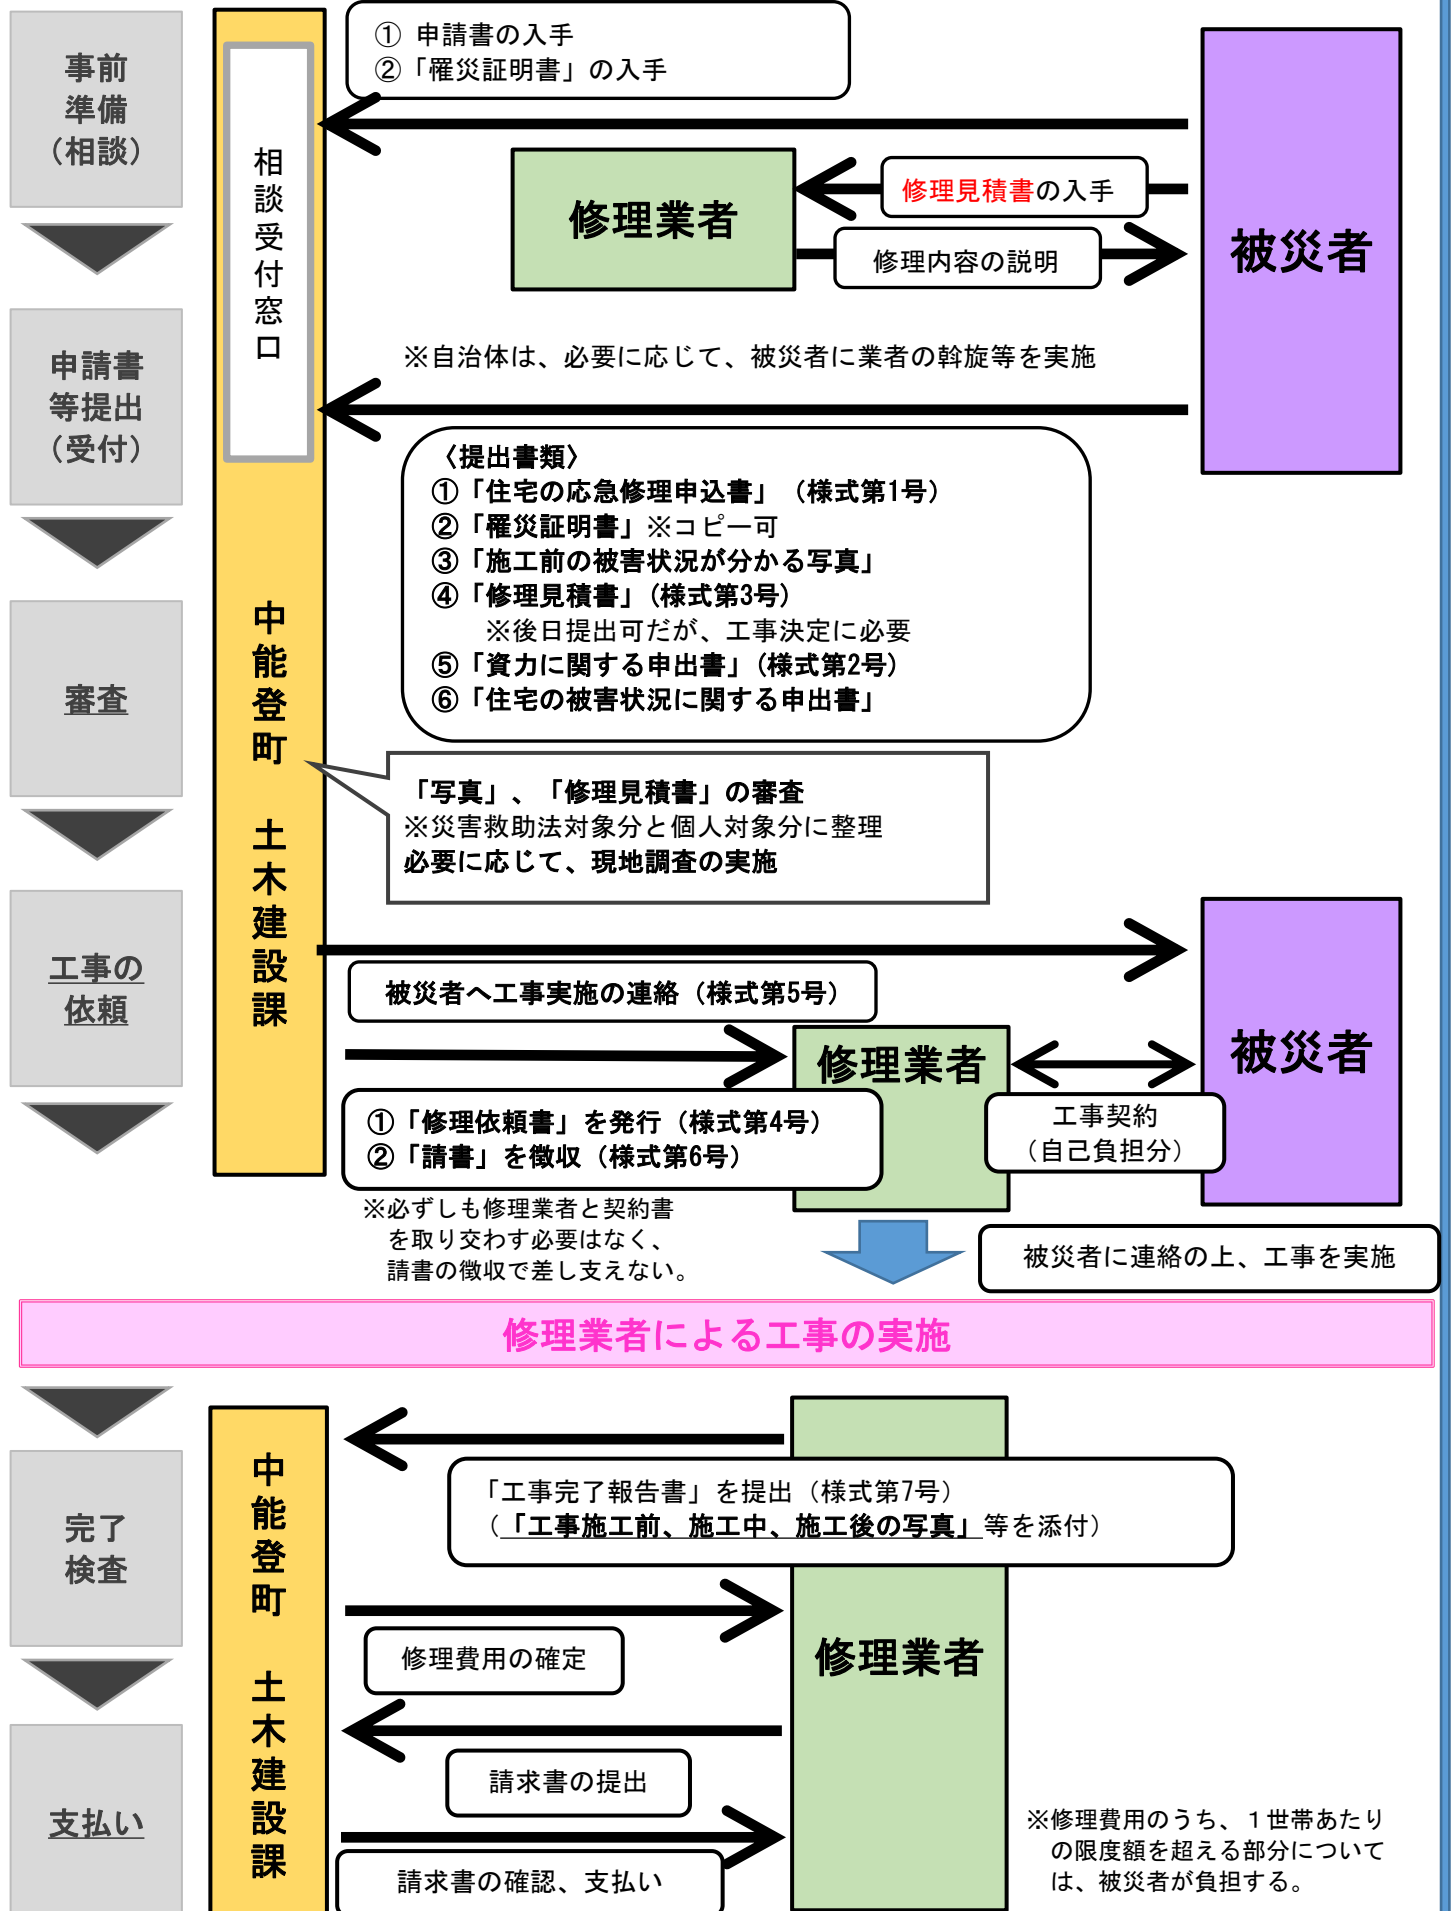 事前
準備
（相談）
① 申請書の入手
②「罹災証明書」の入手
相談受付窓口
修理業者
修理見積書の入手
修理内容の説明
被災者
※自治体は、必要に応じて、被災者に業者の斡旋等を実施
申請書
等提出
（受付）
〈提出書類〉
①「住宅の応急修理申込書」（様式第1号）
②「罹災証明書」※コピー可
③「施工前の被害状況が分かる写真」
④「修理見積書」(様式第3号)
※後日提出可だが、工事決定に必要
⑤「資力に関する申出書」(様式第2号)
⑥「住宅の被害状況に関する申出書」
審査
中能登町　土木建設課
「写真」、「修理見積書」の審査
※災害救助法対象分と個人対象分に整理
必要に応じて、現地調査の実施
工事の
依頼
被災者へ工事実施の連絡（様式第5号）
修理業者
被災者
①「修理依頼書」を発行（様式第4号）
②「請書」を徴収（様式第6号）
工事契約
（自己負担分）
※必ずしも修理業者と契約書
を取り交わす必要はなく、
請書の徴収で差し支えない。
被災者に連絡の上、工事を実施
修理業者による工事の実施
完了
検査
中能登町　土木建設課
「工事完了報告書」を提出（様式第7号）
（「工事施工前、施工中、施工後の写真」等を添付）
修理費用の確定
修理業者
請求書の提出
支払い
請求書の確認、支払い
※修理費用のうち、１世帯あたり
の限度額を超える部分について
は、被災者が負担する。